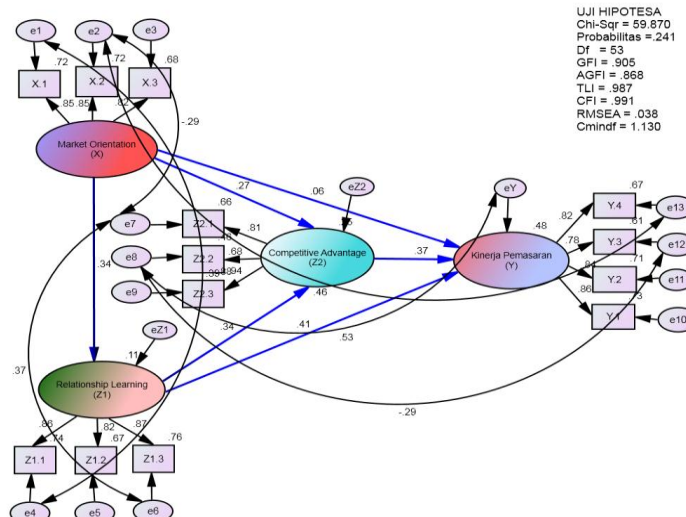 UJI HIPOTESA
Chi-Sqr = 59.870
Probabilitas =.241
Df = 53
GFI = .905
AGFI = .868
TLI = .987
CFI = .991
RMSEA = .038
Cmindf = 1.130
e1
e2
e3
.72
.72
.68
X.1
X.2
X.3
.85
.85
.82
-.29
Market Orientation
(X)
.27
.06
eZ2
eY
e7
.66
Z2.1
.81
e8
Z2.2
.68
e9
Z2.3
.94
Competitive Advantage
(Z2)
.37
.46
.48
Kinerja Pemasaran
(Y)
.82
.67
Y.4
e13
.78
.61
Y.3
e12
.71
Y.2
e11
.86
Y.1
e10
.34
.39
.34
.41
.53
-.29
eZ1
.11
.37
Relationship Learning
(Z1)
.86
.82
.87
.74
.67
.76
Z1.1
Z1.2
Z1.3
e4
e5
e6